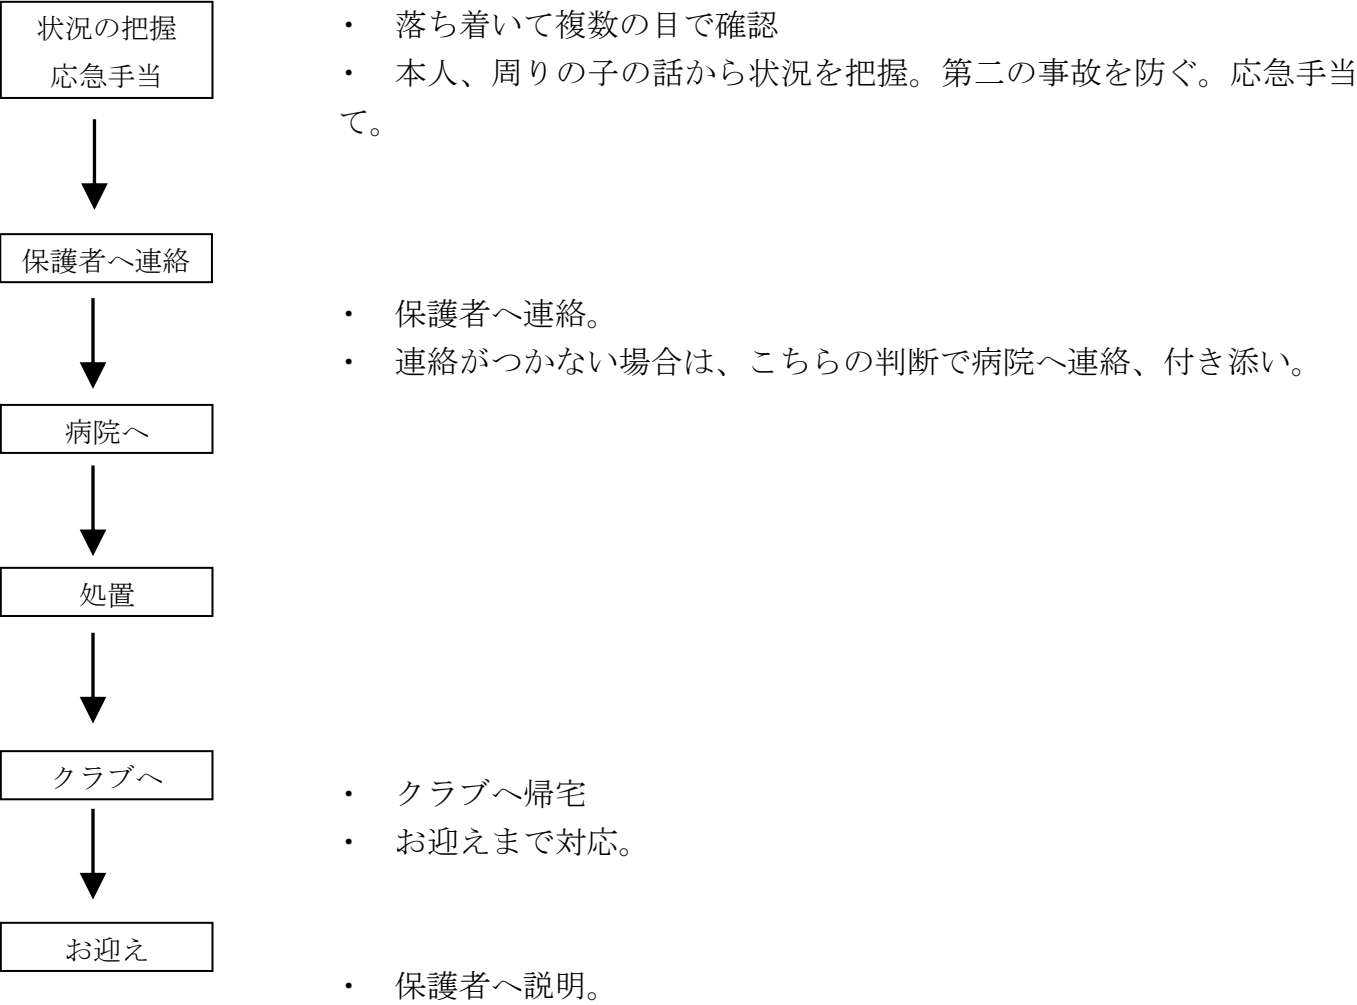 状況の把握
応急手当
・　落ち着いて複数の目で確認
・　本人、周りの子の話から状況を把握。第二の事故を防ぐ。応急手当
て。
保護者へ連絡
・　保護者へ連絡。
・　連絡がつかない場合は、こちらの判断で病院へ連絡、付き添い。
病院へ
処置
クラブへ
・　クラブへ帰宅
・　お迎えまで対応。
お迎え
・　保護者へ説明。